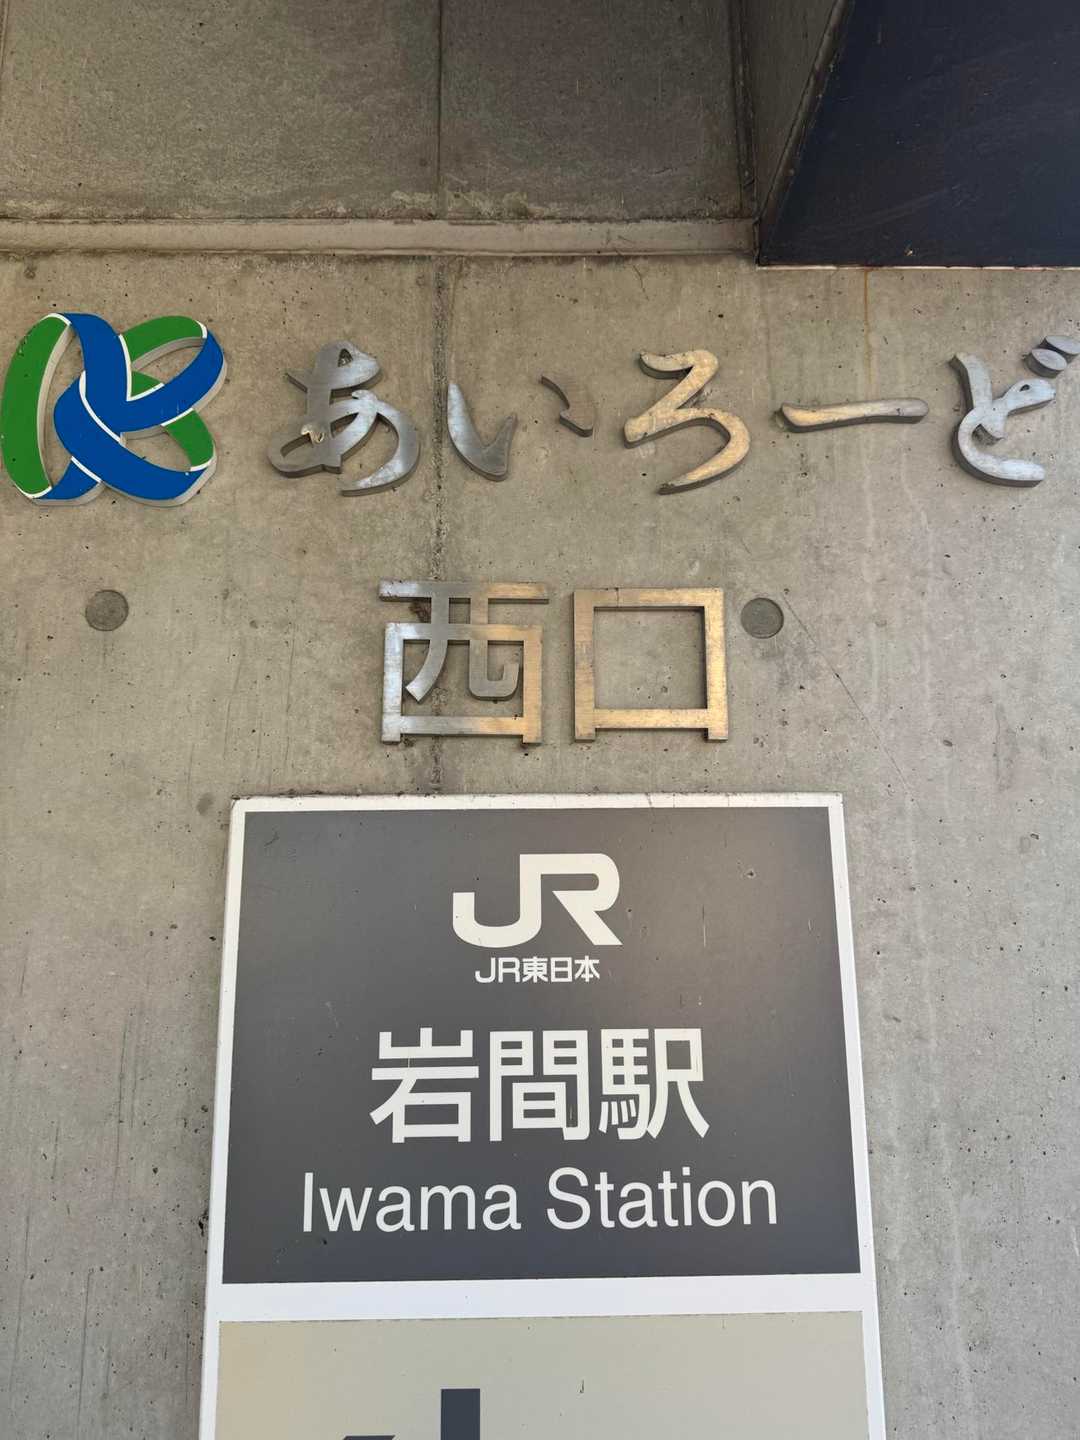 あいろーど
西口
JR
JR東日本
岩間駅
Iwama Station